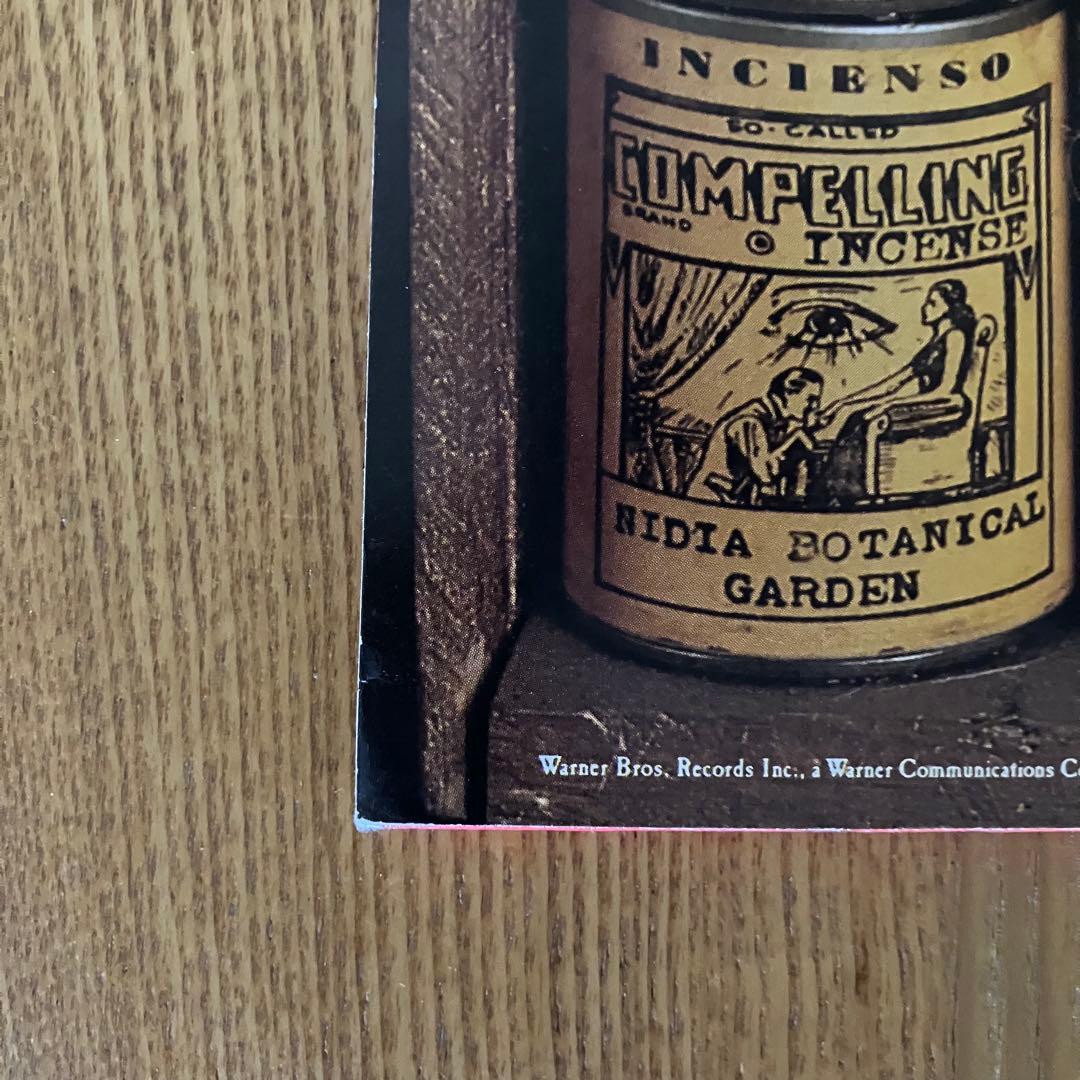 INCIENSO
SO-CALLED
COMPELLING
BRAND
INCENSE
NIDIA BOTANICAL
GARDEN
Warner Bros. Records Inc., a Warner Communications